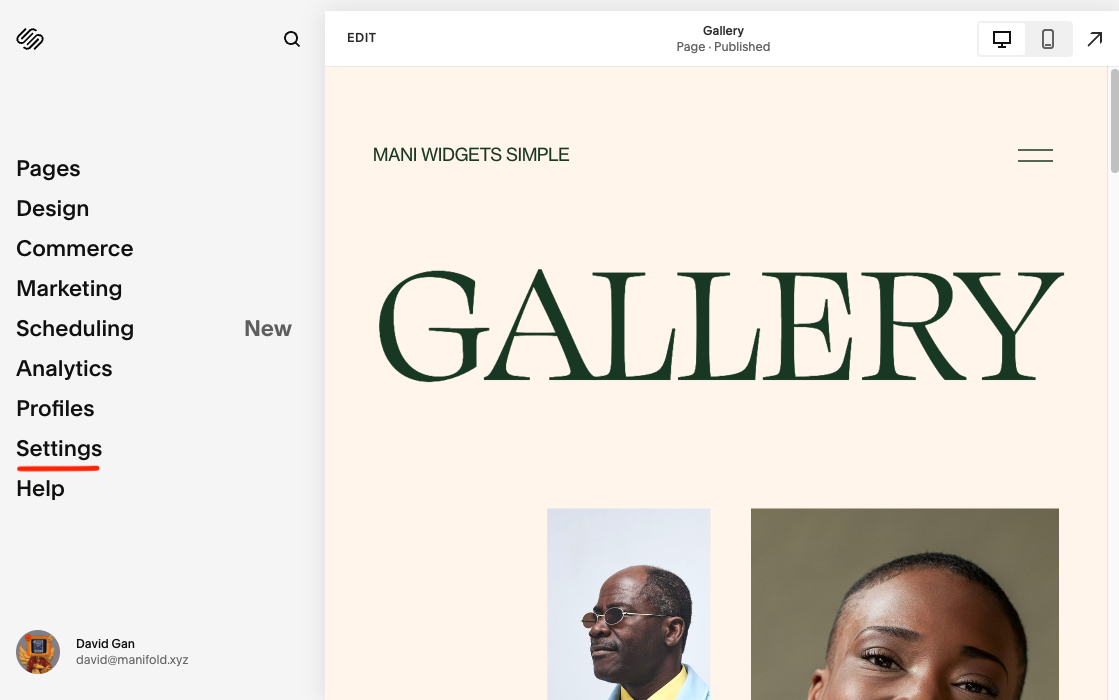 EDIT
Gallery
Page · Published
Pages
Design
Commerce
Marketing
Scheduling New
Analytics
Profiles
Settings
Help
David Gan
david@manifold.xyz
MANI WIDGETS SIMPLE
GALLERY